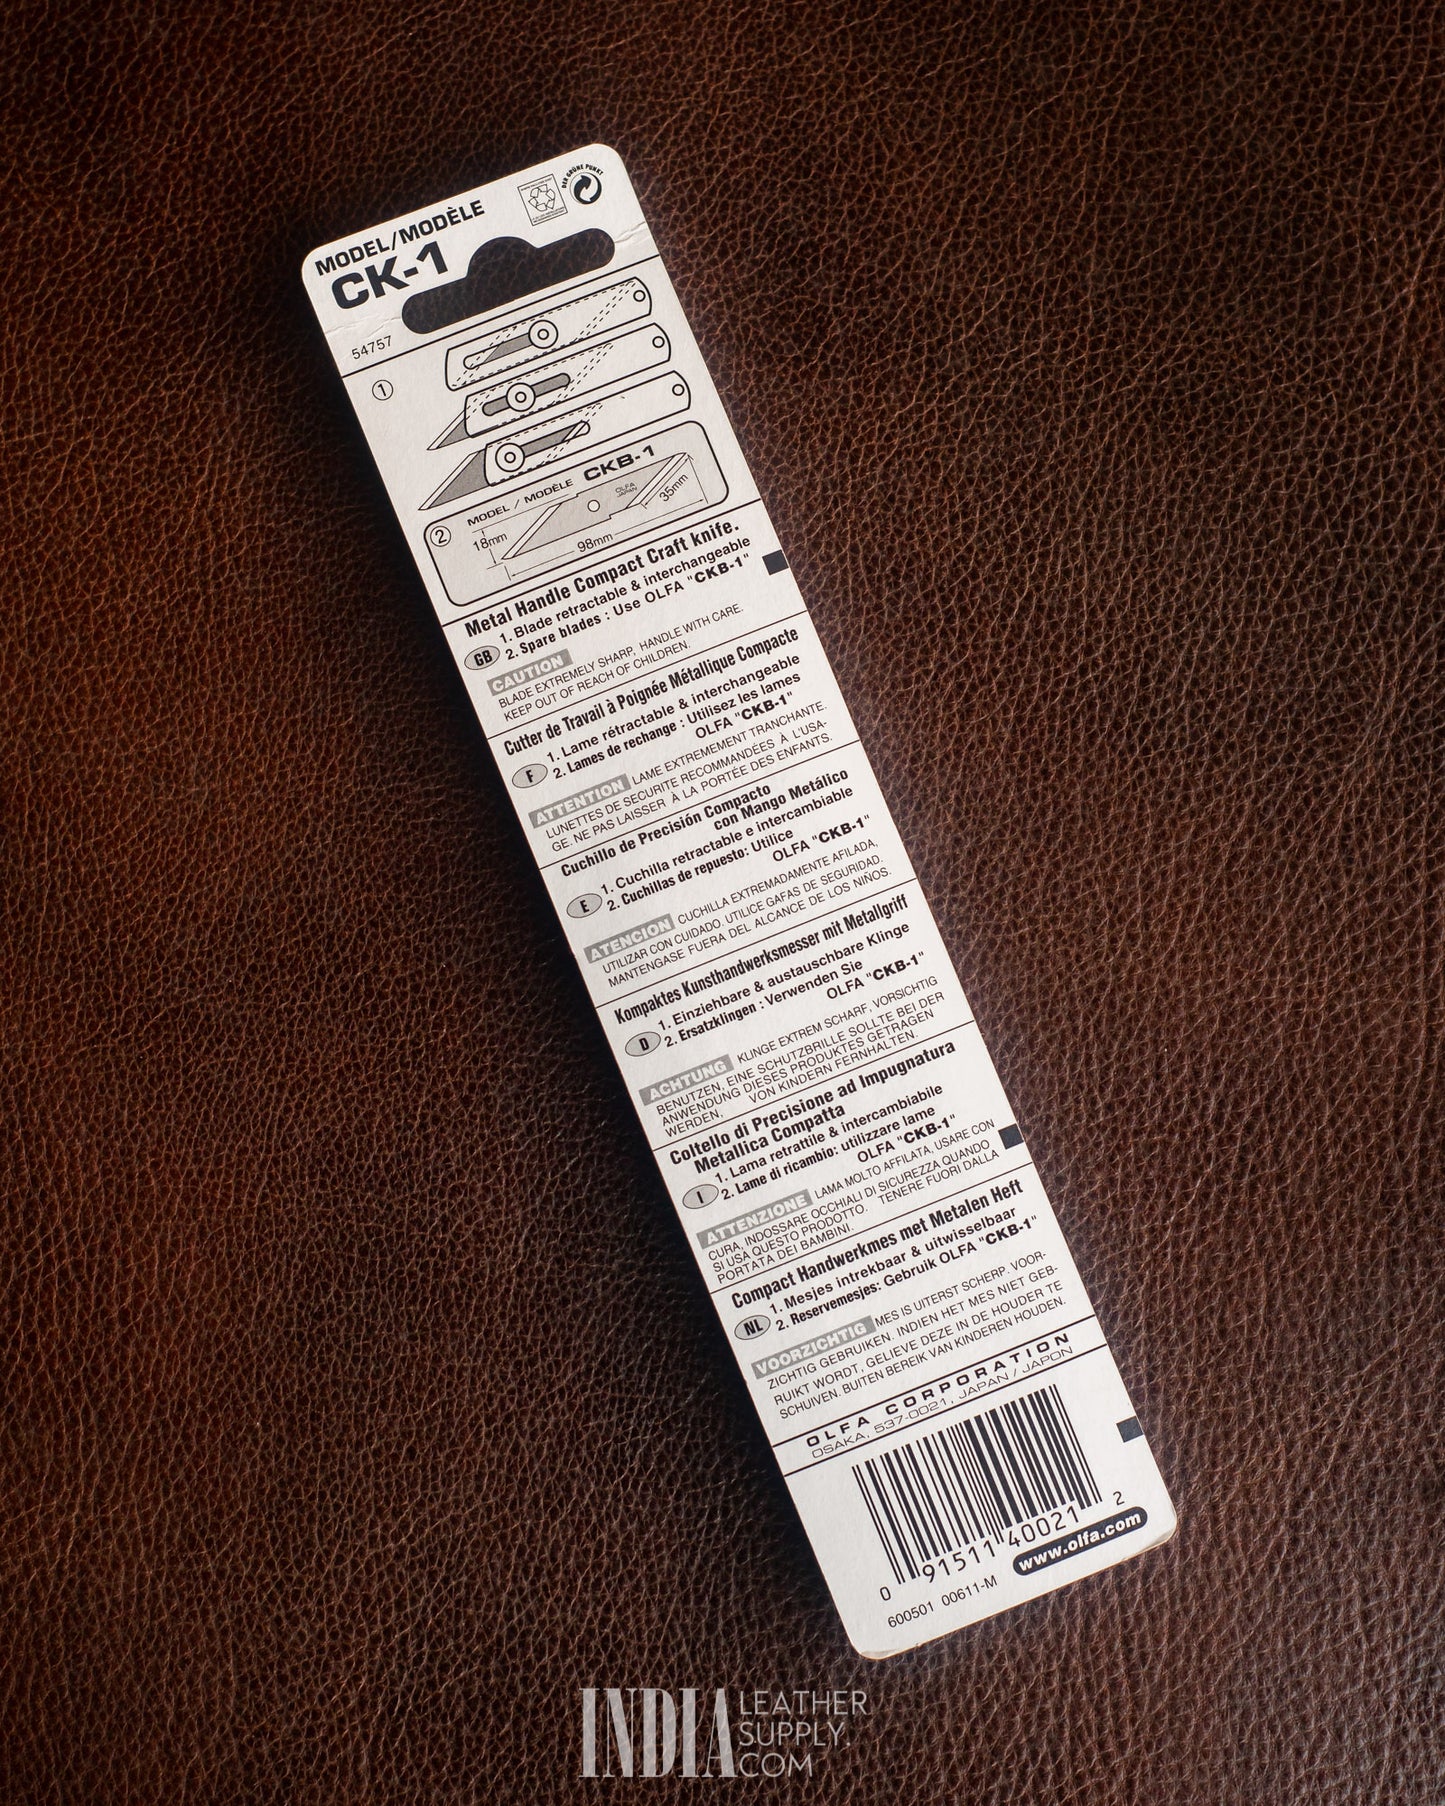 DER GRÜNE PUNKT
MODEL/MODÈLE
CK-1
54757
1
2
MODEL / MODÈLE CKB-1
OLFA
JAPAN
18mm
98mm
35mm
Metal Handle Compact Craft knife.
GB
1. Blade retractable & interchangeable
2. Spare blades : Use OLFA "CKB-1"
CAUTION
BLADE EXTREMELY SHARP, HANDLE WITH CARE.
KEEP OUT OF REACH OF CHILDREN.
Cutter de Travail à Poignée Métallique Compacte
F
1. Lame rétractable & interchangeable
2. Lames de rechange : Utilisez les lames
OLFA "CKB-1"
ATTENTION LAME EXTREMEMENT TRANCHANTE.
LUNETTES DE SECURITE RECOMMANDÉES À L'USA-
GE. NE PAS LAISSER À LA PORTÉE DES ENFANTS.
Cuchillo de Precisión Compacto
con Mango Metálico
E
1. Cuchilla retractable e intercambiable
2. Cuchillas de repuesto: Utilice
OLFA "CKB-1"
ATENCION CUCHILLA EXTREMADAMENTE AFILADA,
UTILIZAR CON CUIDADO. UTILICE GAFAS DE SEGURIDAD.
MANTENGASE FUERA DEL ALCANCE DE LOS NIÑOS.
Kompaktes Kunsthandwerksmesser mit Metallgriff
D
1. Einziehbare & austauschbare Klinge
2. Ersatzklingen : Verwenden Sie
OLFA "CKB-1"
ACHTUNG KLINGE EXTREM SCHARF, VORSICHTIG
BENUTZEN, EINE SCHUTZBRILLE SOLLTE BEI DER
ANWENDUNG DIESES PRODUKTES GETRAGEN
WERDEN, VON KINDERN FERNHALTEN.
Coltello di Precisione ad Impugnatura
Metallica Compatta
I
1. Lama retrattile & intercambiabile
2. Lame di ricambio: utilizzare lame
OLFA "CKB-1"
ATTENZIONE LAMA MOLTO AFFILATA, USARE CON
CURA, INDOSSARE OCCHIALI DI SICUREZZA QUANDO
SI USA QUESTO PRODOTTO. TENERE FUORI DALLA
PORTATA DEI BAMBINI.
Compact Handwerkmes met Metalen Heft
NL
1. Mesjes intrekbaar & uitwisselbaar
2. Reservemesjes: Gebruik OLFA "CKB-1"
VOORZICHTIG MES IS UITERST SCHERP. VOOR-
ZICHTIG GEBRUIKEN. INDIEN HET MES NIET GEB-
RUIKT WORDT, GELIEVE DEZE IN DE HOUDER TE
SCHUIVEN. BUITEN BEREIK VAN KINDEREN HOUDEN.
OLFA CORPORATION
OSAKA, 537-0021, JAPAN / JAPON
0 91511 40021 2
www.olfa.com
600501 00611-M
INDIA LEATHER
SUPPLY.
COM